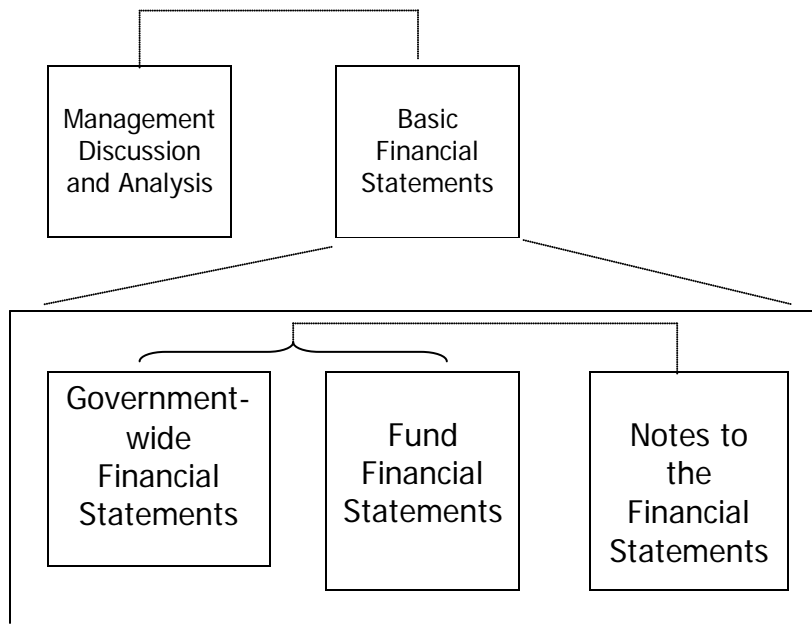 Management
Discussion
and Analysis
Basic
Financial
Statements
Government-
wide
Financial
Statements
Fund
Financial
Statements
Notes to
the
Financial
Statements